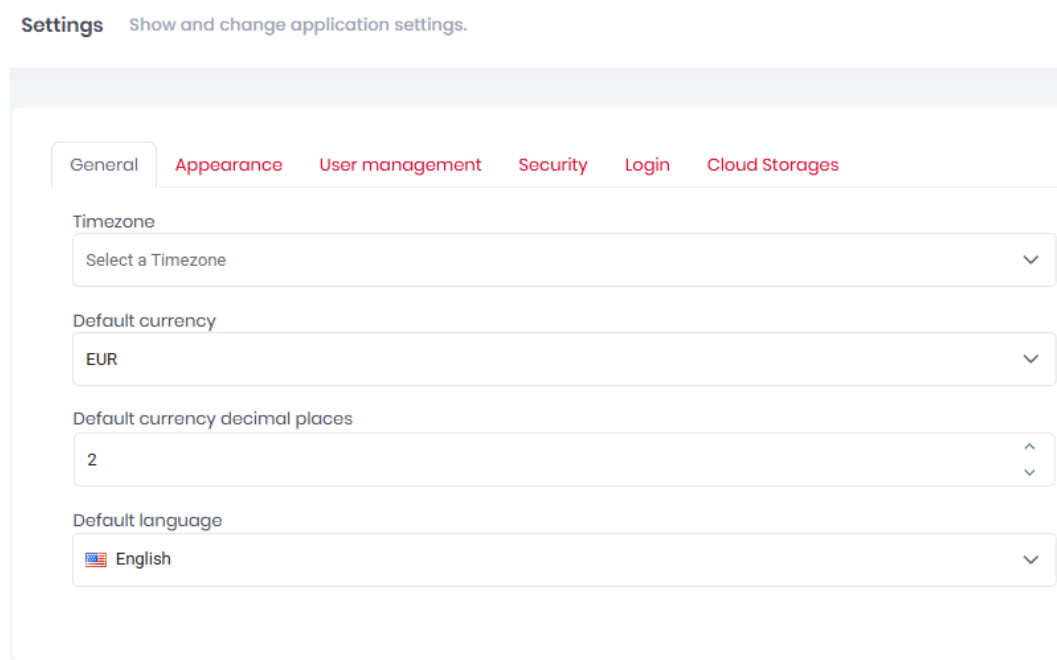 Settings Show and change application settings.
General Appearance User management Security Login Cloud Storages
Timezone
Select a Timezone
Default currency
EUR
Default currency decimal places
2
Default language
English